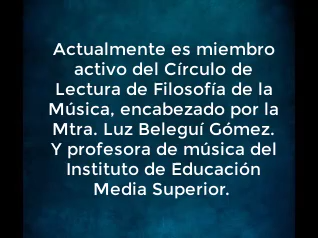 Actualmente es miembro
activo del Círculo de
Lectura de Filosofía de la
Música, encabezado por la
Mtra. Luz Beleguí Gómez.
Y profesora de música del
Instituto de Educación
Media Superior.